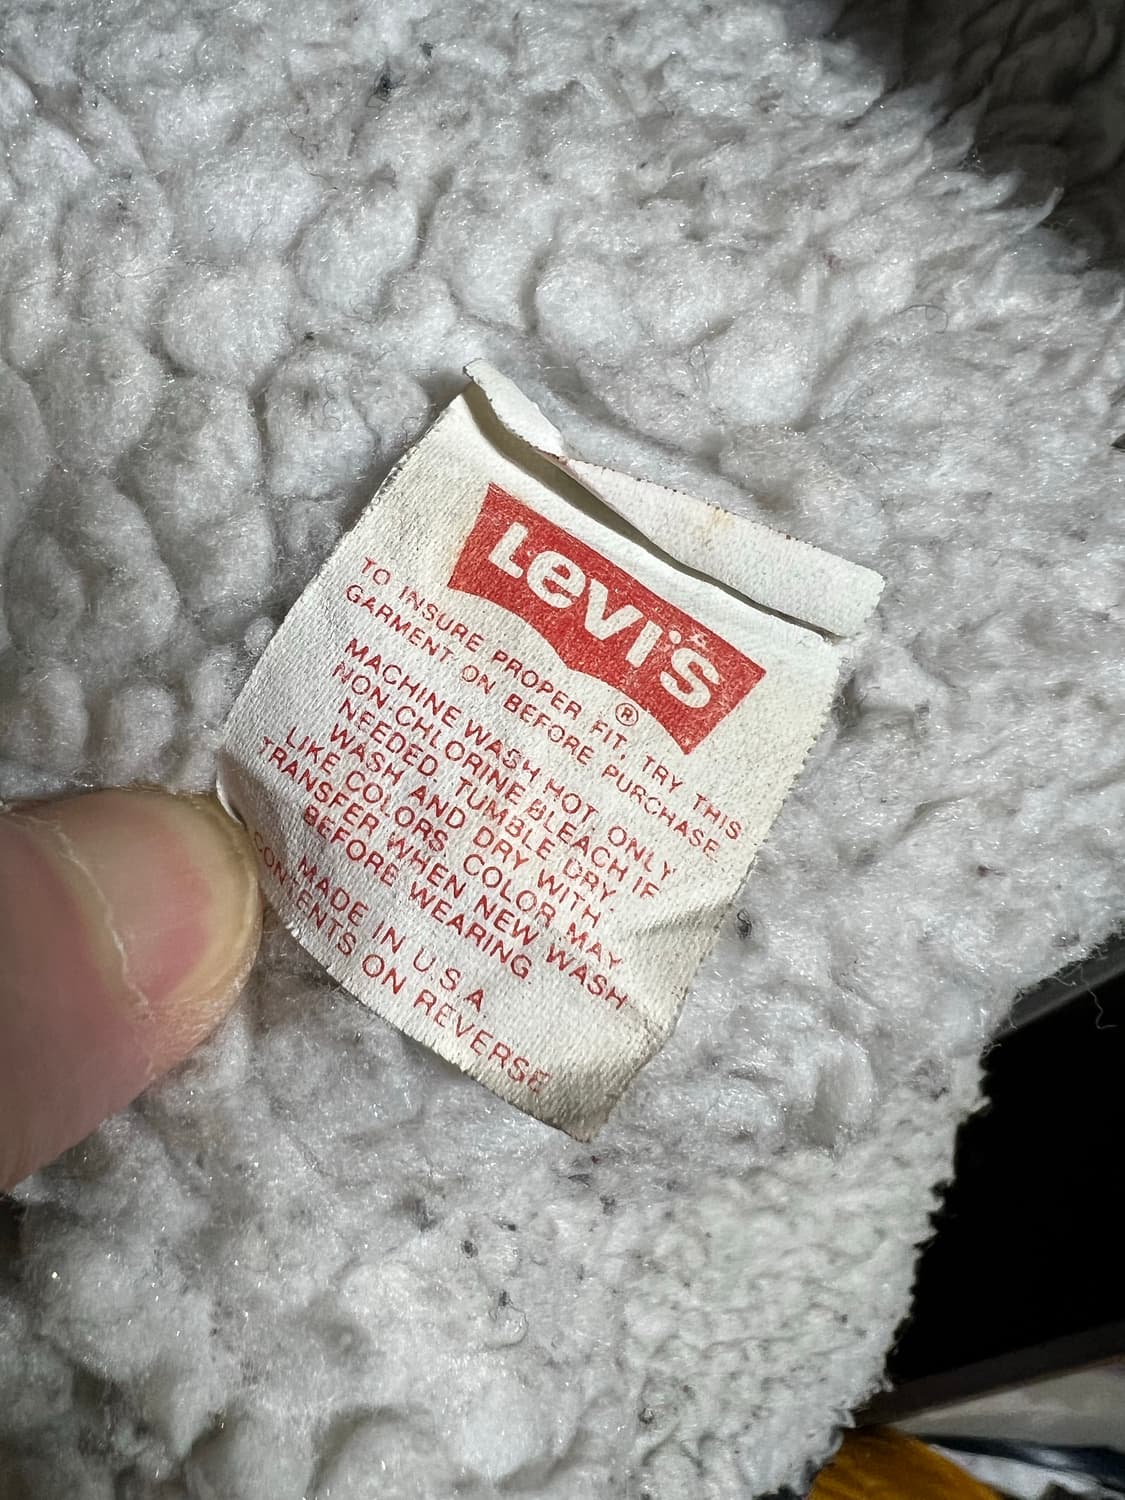 Levi's®
TO INSURE PROPER FIT, TRY THIS
GARMENT ON BEFORE PURCHASE.
MACHINE WASH HOT, ONLY
NON-CHLORINE BLEACH IF
NEEDED. TUMBLE DRY.
WASH AND DRY WITH
LIKE COLORS. COLOR MAY
TRANSFER WHEN NEW. WASH
BEFORE WEARING.
MADE IN U S A
CONTENTS ON REVERSE